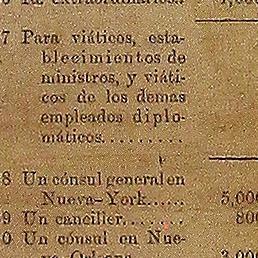 7 Para viáticos, esta-
blecimientos de
ministros, y viáti-
cos de los demas
empleados diplo-
máticos.........
8 Un cónsul general en
Nueva-York...... 5,00
9 Un canciller........ 80
0 Un cónsul en Nue-